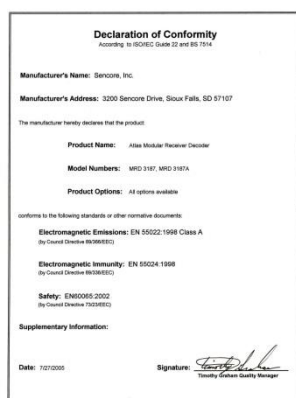 Declaration of Conformity
According to ISO/IEC Guide 22 and BS 7514
Manufacturer's Name: Sencore, Inc.
Manufacturer's Address: 3200 Sencore Drive, Sioux Falls, SD 57107
The manufacturer hereby declares that the product:
Product Name: Atlas Modular Receiver Decoder
Model Numbers: MRD 3187, MRD 3187A
Product Options: All options available
conforms to the following standards or other normative documents:
Electromagnetic Emissions: EN 55022:1998 Class A
(by Council Directive 89/366/EEC)
Electromagnetic Immunity: EN 55024:1998
(by Council Directive 89/336/EEC)
Safety: EN60065:2002
(by Council Directive 73/23/EEC)
Supplementary Information:
Date: 7/27/2005 Signature:
Timothy Graham Quality Manager